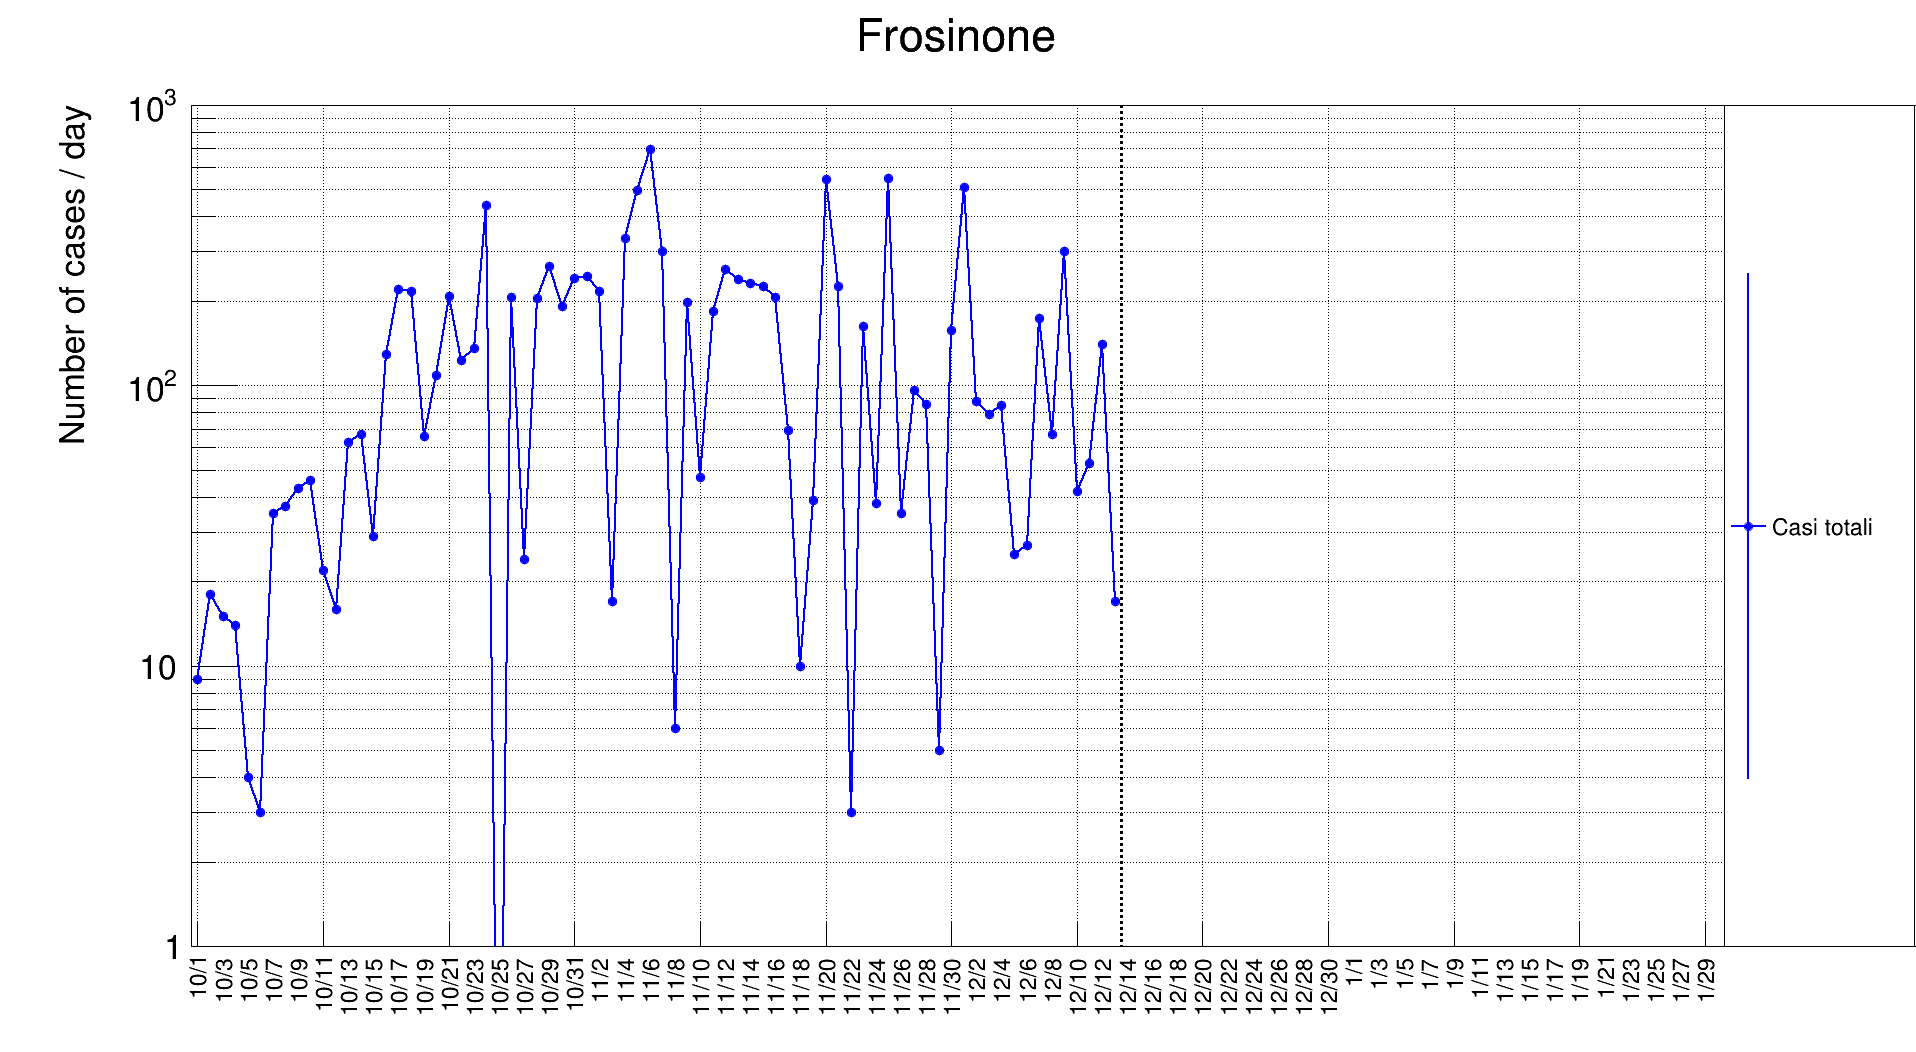 Frosinone
Number of cases / day
10³
10²
10
1
10/1 10/3 10/5 10/7 10/9 10/11 10/13 10/15 10/17 10/19 10/21 10/23 10/25 10/27 10/29 10/31 11/2 11/4 11/6 11/8 11/10 11/12 11/14 11/16 11/18 11/20 11/22 11/24 11/26 11/28 11/30 12/2 12/4 12/6 12/8 12/10 12/12 12/14 12/16 12/18 12/20 12/22 12/24 12/26 12/28 12/30 1/1 1/3 1/5 1/7 1/9 1/11 1/13 1/15 1/17 1/19 1/21 1/23 1/25 1/27 1/29
Casi totali